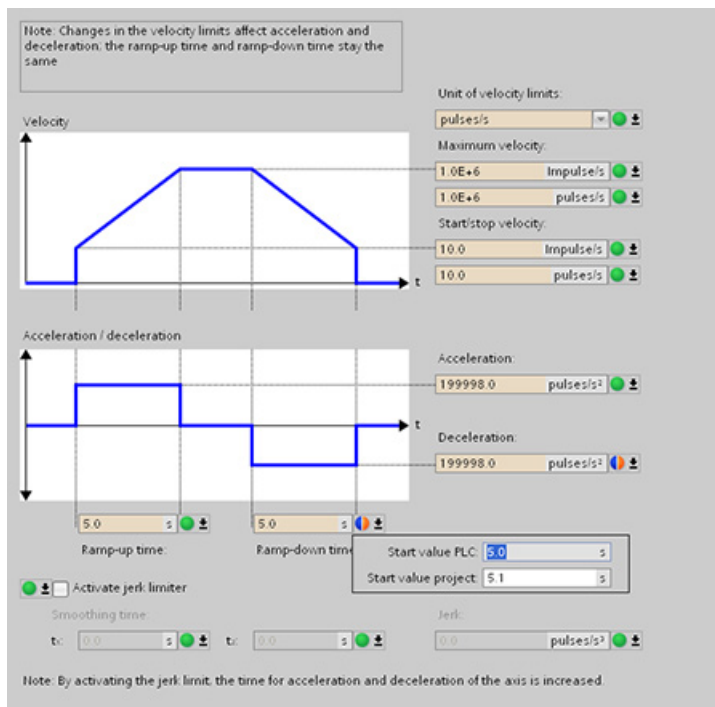 Note: Changes in the velocity limits affect acceleration and
deceleration; the ramp-up time and ramp-down time stay the
same
Unit of velocity limits:
pulses/s
Velocity
Maximum velocity:
1.0E+6 Impulse/s
1.0E+6 pulses/s
Start/stop velocity:
10.0 Impulse/s
10.0 pulses/s
t
Acceleration / deceleration
Acceleration:
199998.0 pulses/s²
t
Deceleration:
199998.0 pulses/s²
5.0 s 5.0 s
Ramp-up time: Ramp-down time
Start value PLC: 5.0 s
Start value project: 5.1 s
Activate jerk limiter
Smoothing time: Jerk:
0.0 s 0.0 s 0.0 pulses/s³
Note: By activating the jerk limit, the time for acceleration and deceleration of the axis is increased.